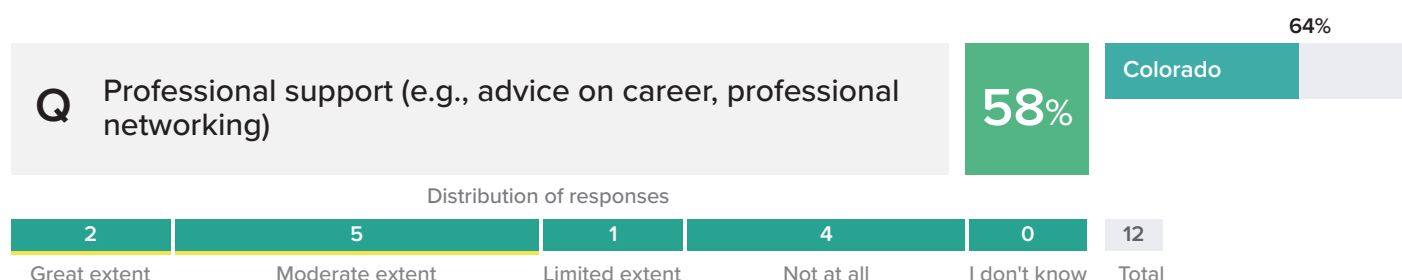 64%
Q Professional support (e.g., advice on career, professional
networking)
58%
Colorado
Distribution of responses
2 5 1 4 0 12
Great extent Moderate extent Limited extent Not at all I don't know Total